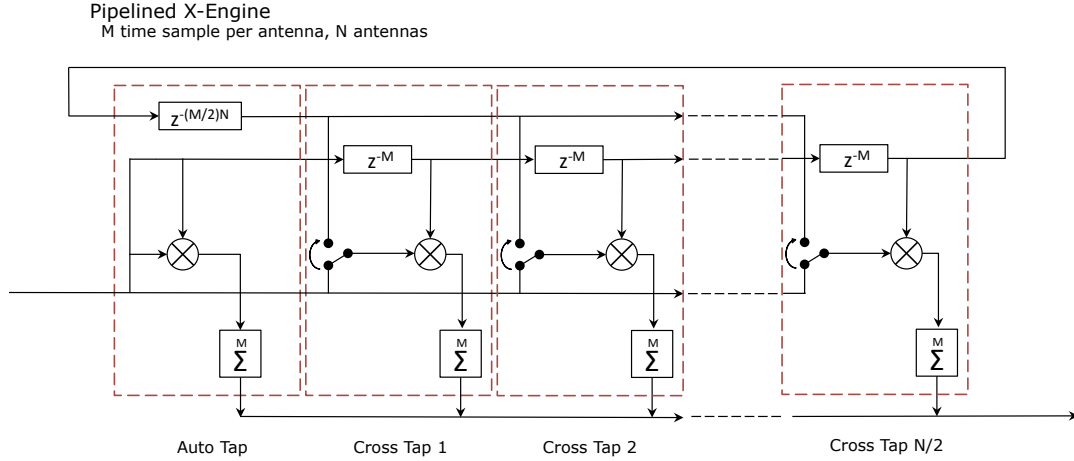 Pipelined X-Engine
M time sample per antenna, N antennas
z-(M/2)N
z-M
z-M
z-M
M
Σ
M
Σ
M
Σ
M
Σ
Auto Tap
Cross Tap 1
Cross Tap 2
Cross Tap N/2